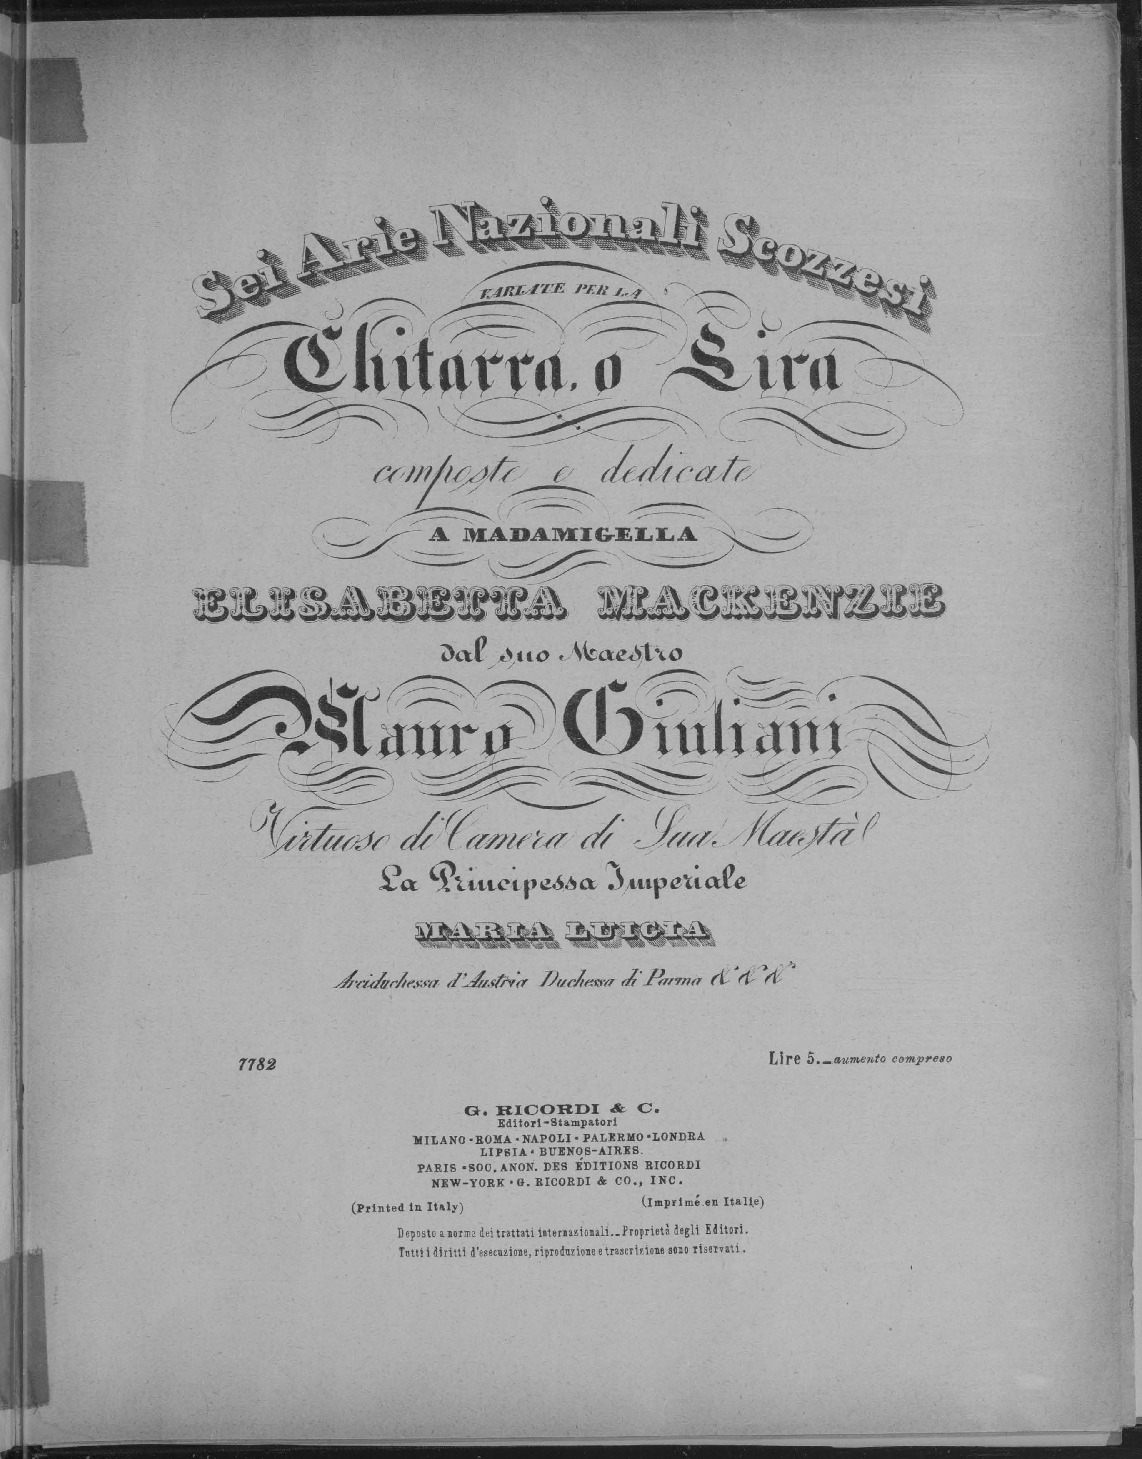 Sei Arie Nazionali Scozzesi
VARIATE PER LA
Chitarra, o Lira
composte e dedicate
A MADAMIGELLA
ELISABETTA MACKENZIE
dal suo Maestro
Mauro Giuliani
Virtuoso di Camera di Sua Maestà
La Principessa Imperiale
MARIA LUIGIA
Arciduchessa d'Austria Duchessa di Parma &a &a &a
7782
Lire 5._aumento compreso
G. RICORDI & C.
Editori-Stampatori
MILANO·ROMA·NAPOLI·PALERMO·LONDRA
LIPSIA·BUENOS-AIRES.
PARIS·SOC. ANON. DES ÉDITIONS RICORDI
NEW-YORK·G. RICORDI & CO., INC.
(Printed in Italy) (Imprimé en Italie)
Deposto a norma dei trattati internazionali._Proprietà degli Editori.
Tutti i diritti d'esecuzione, riproduzione e trascrizione sono riservati.